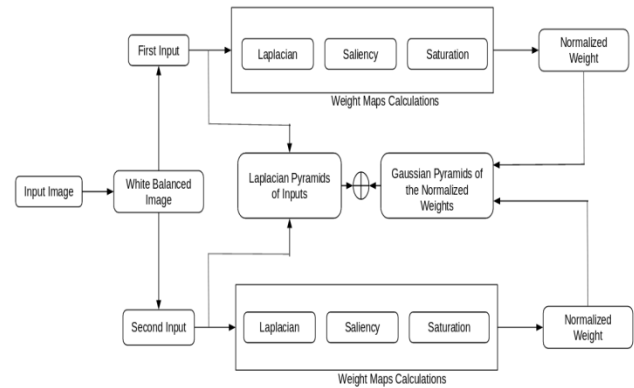 First Input
Laplacian
Saliency
Saturation
Normalized
Weight
Weight Maps Calculations
Input Image
White Balanced
Image
Laplacian Pyramids
of Inputs
Gaussian Pyramids of
the Normalized
Weights
Second Input
Laplacian
Saliency
Saturation
Normalized
Weight
Weight Maps Calculations